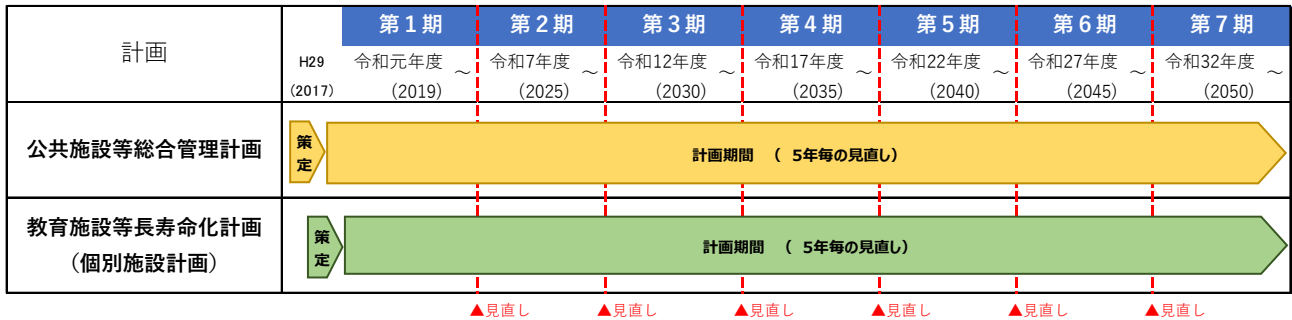 計画
H29
(2017)
第1期
第2期
第3期
第4期
第5期
第6期
第7期
令和元年度 ~
(2019)
令和7年度 ~
(2025)
令和12年度 ~
(2030)
令和17年度 ~
(2035)
令和22年度 ~
(2040)
令和27年度 ~
(2045)
令和32年度 ~
(2050)
公共施設等総合管理計画
策
定
計画期間 ( 5年毎の見直し)
教育施設等長寿命化計画
(個別施設計画)
策
定
計画期間 ( 5年毎の見直し)
▲見直し
▲見直し
▲見直し
▲見直し
▲見直し
▲見直し